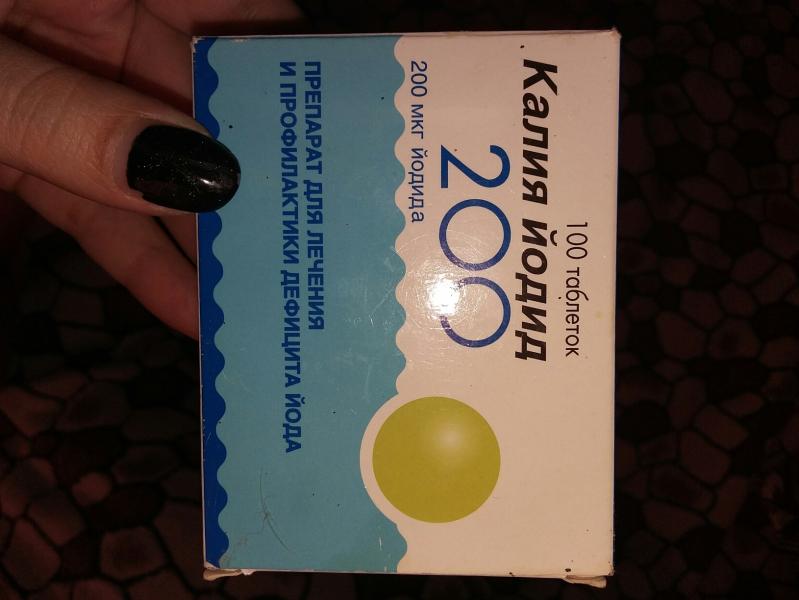 100 таблеток
Калия йодид
200
200 мкг йодида
ПРЕПАРАТ ДЛЯ ЛЕЧЕНИЯ
И ПРОФИЛАКТИКИ ДЕФИЦИТА ЙОДА